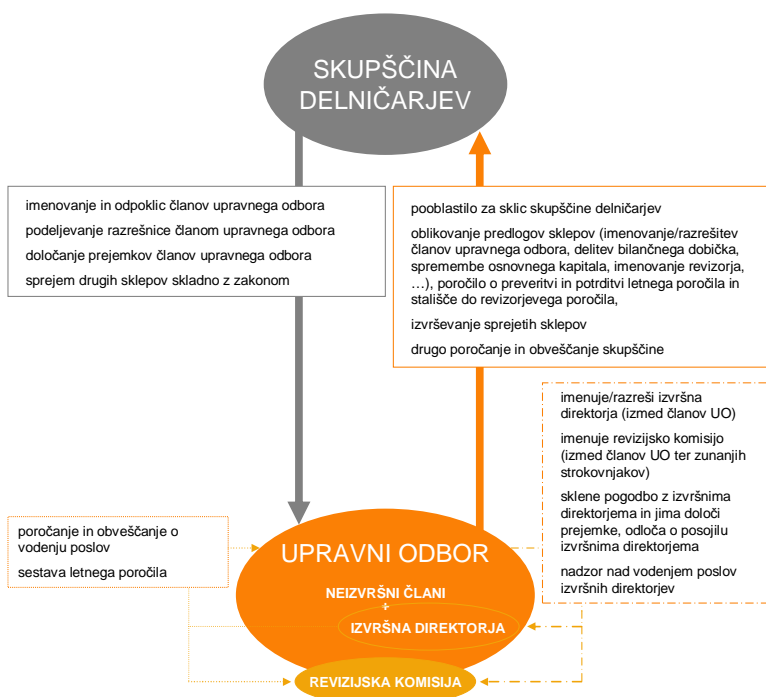 SKUPŠČINA
DELNIČARJEV
imenovanje in odpoklic članov upravnega odbora
podeljevanje razrešnice članom upravnega odbora
določanje prejemkov članov upravnega odbora
sprejem drugih sklepov skladno z zakonom
pooblastilo za sklic skupščine delničarjev
oblikovanje predlogov sklepov (imenovanje/razrešitev
članov upravnega odbora, delitev bilančnega dobička,
spremembe osnovnega kapitala, imenovanje revizorja,
…), poročilo o preveritvi in potrditvi letnega poročila in
stališče do revizorjevega poročila,
izvrševanje sprejetih sklepov
drugo poročanje in obveščanje skupščine
imenuje/razreši izvršna
direktorja (izmed članov UO)
imenuje revizijsko komisijo
(izmed članov UO ter zunanjih
strokovnjakov)
sklene pogodbo z izvršnima
direktorjema in jima določi
prejemke, odloča o posojilu
izvršnima direktorjema
nadzor nad vodenjem poslov
izvršnih direktorjev
poročanje in obveščanje o
vodenju poslov
sestava letnega poročila
UPRAVNI ODBOR
NEIZVRŠNI ČLANI
+
IZVRŠNA DIREKTORJA
REVIZIJSKA KOMISIJA